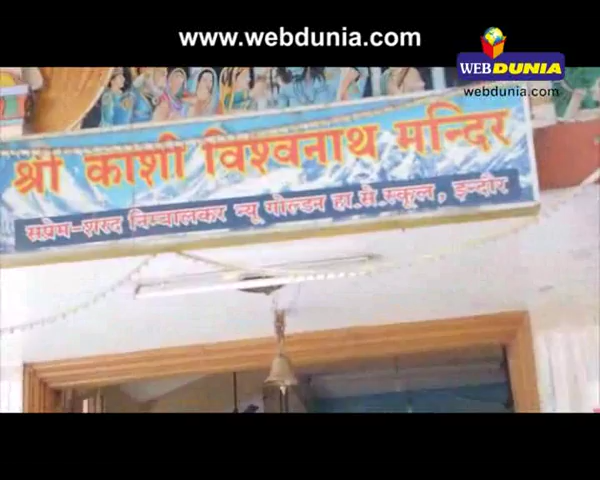 www.webdunia.com
WEBDUNIA
webdunia.com
श्री काशी विश्वनाथ मन्दिर
सप्रेम-शरद निम्बालकर न्यू गोल्डन हा.से.स्कूल, इन्दौर